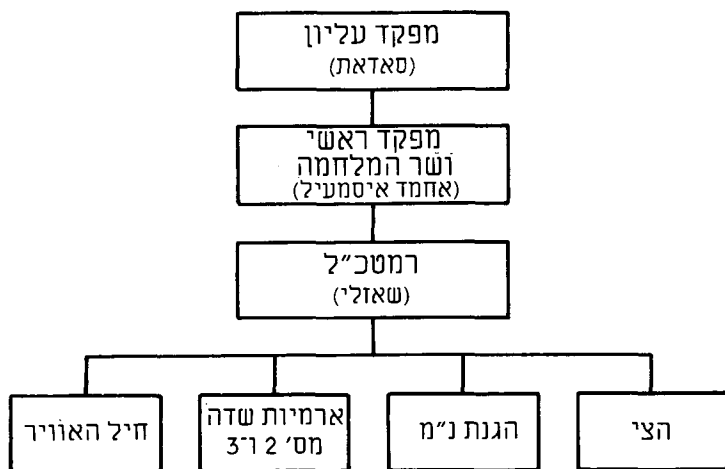 מפקד עליון
(סאדאת)
מפקד ראשי
ושר המלחמה
(אחמד איסמעיל)
רמטכ״ל
(שאזלי)
הצי
הגנת נ״מ
ארמיות שדה
מס׳ 2 ו־3
חיל האוויר